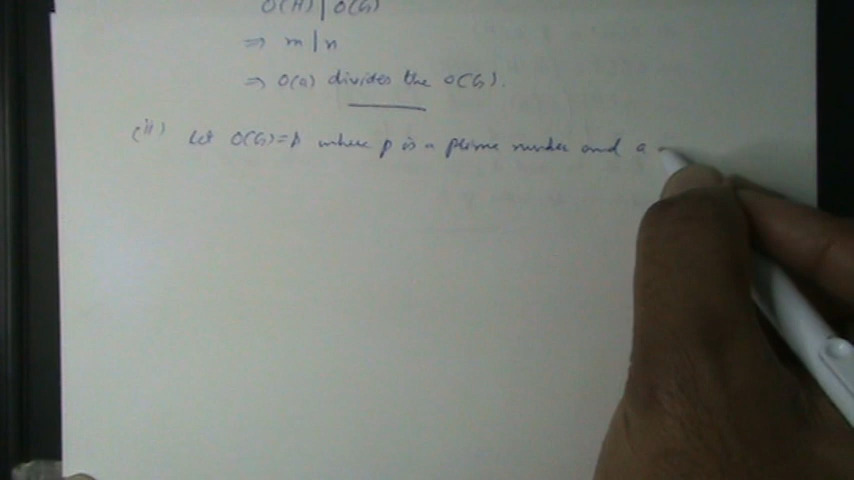 O(H) | O(G)
⇒ m | n
⇒ O(a) divides the O(G).
(ii) Let O(G)=p where p is a prime number and a